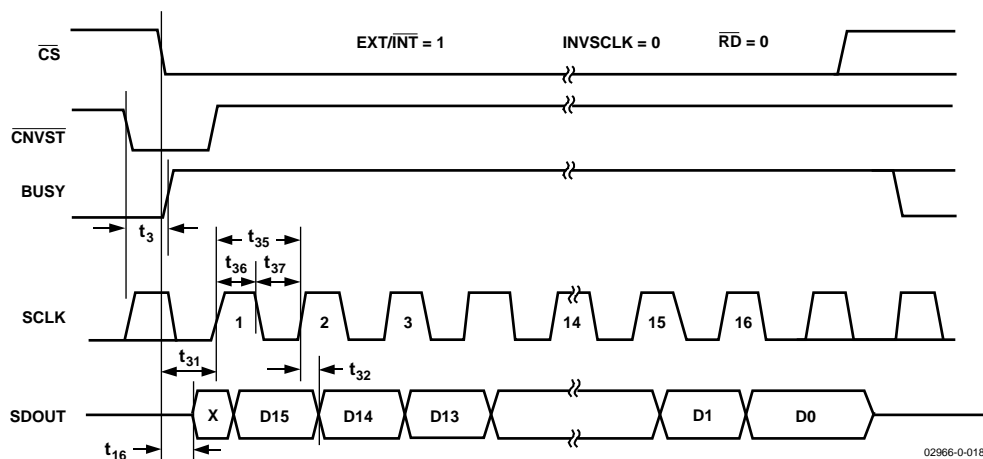 EXT/INT = 1 INVSCLK = 0 RD = 0
CS
CNVST
BUSY
t3
t35
t36 t37
SCLK
1 2 3 14 15 16
t31
t32
SDOUT
X D15 D14 D13 D1 D0
t16
02966-0-018